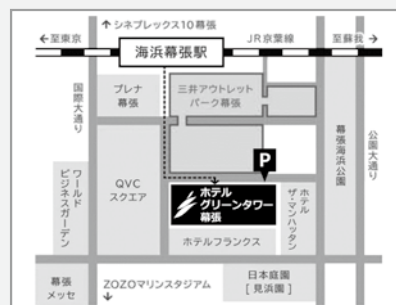 ↑シネプレックス10幕張
←至東京
海浜幕張駅
JR京葉線
至蘇我→
国際大通り
プレナ
幕張
三井アウトレット
パーク幕張
幕張海浜公園
公園大通り
P
ワールド
ビジネスガーデン
QVC
スクエア
ホテル
グリーンタワー
幕張
ホテル
ザ・マンハッタン
ホテルフランクス
幕張
メッセ
ZOZOマリンスタジアム
↓
日本庭園
[見浜園]